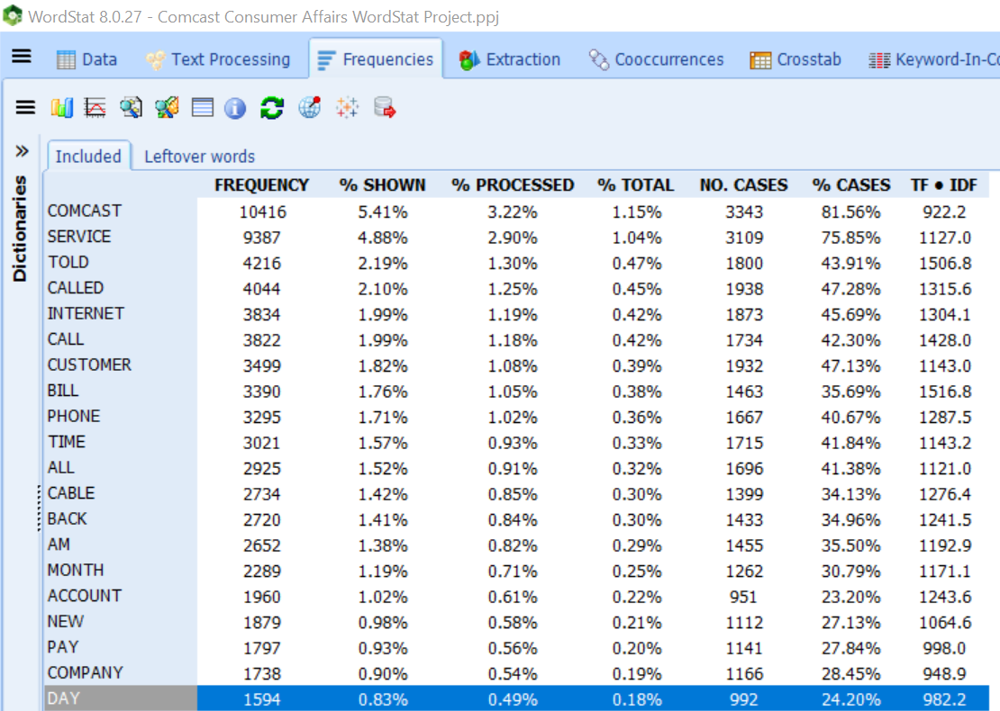 WordStat 8.0.27 - Comcast Consumer Affairs WordStat Project.ppj
Data Text Processing Frequencies Extraction Cooccurrences Crosstab Keyword-In-Co
Included Leftover words
Dictionaries
FREQUENCY % SHOWN % PROCESSED % TOTAL NO. CASES % CASES TF • IDF
COMCAST 10416 5.41% 3.22% 1.15% 3343 81.56% 922.2
SERVICE 9387 4.88% 2.90% 1.04% 3109 75.85% 1127.0
TOLD 4216 2.19% 1.30% 0.47% 1800 43.91% 1506.8
CALLED 4044 2.10% 1.25% 0.45% 1938 47.28% 1315.6
INTERNET 3834 1.99% 1.19% 0.42% 1873 45.69% 1304.1
CALL 3822 1.99% 1.18% 0.42% 1734 42.30% 1428.0
CUSTOMER 3499 1.82% 1.08% 0.39% 1932 47.13% 1143.0
BILL 3390 1.76% 1.05% 0.38% 1463 35.69% 1516.8
PHONE 3295 1.71% 1.02% 0.36% 1667 40.67% 1287.5
TIME 3021 1.57% 0.93% 0.33% 1715 41.84% 1143.2
ALL 2925 1.52% 0.91% 0.32% 1696 41.38% 1121.0
CABLE 2734 1.42% 0.85% 0.30% 1399 34.13% 1276.4
BACK 2720 1.41% 0.84% 0.30% 1433 34.96% 1241.5
AM 2652 1.38% 0.82% 0.29% 1455 35.50% 1192.9
MONTH 2289 1.19% 0.71% 0.25% 1262 30.79% 1171.1
ACCOUNT 1960 1.02% 0.61% 0.22% 951 23.20% 1243.6
NEW 1879 0.98% 0.58% 0.21% 1112 27.13% 1064.6
PAY 1797 0.93% 0.56% 0.20% 1141 27.84% 998.0
COMPANY 1738 0.90% 0.54% 0.19% 1166 28.45% 948.9
DAY 1594 0.83% 0.49% 0.18% 992 24.20% 982.2